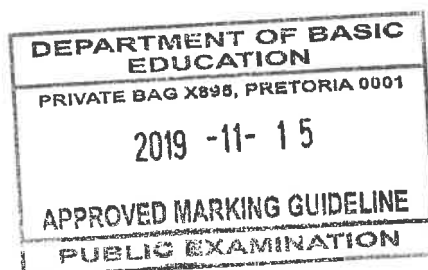 DEPARTMENT OF BASIC
EDUCATION
PRIVATE BAG X895, PRETORIA 0001
2019 -11- 15
APPROVED MARKING GUIDELINE
PUBLIC EXAMINATION